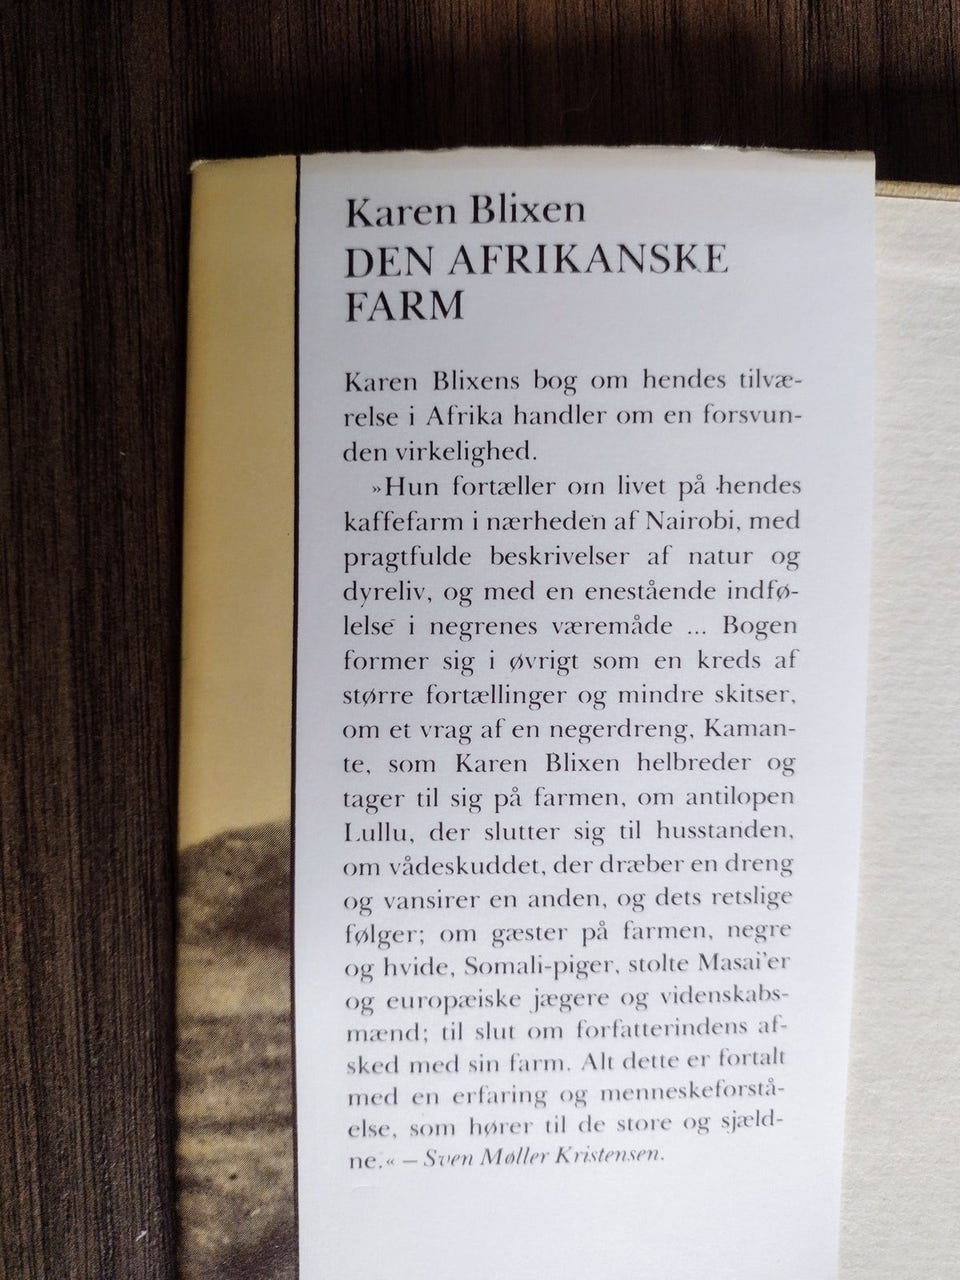 Karen Blixen
DEN AFRIKANSKE
FARM
Karen Blixens bog om hendes tilvæ-
relse i Afrika handler om en forsvun-
den virkelighed.
»Hun fortæller om livet på hendes
kaffefarm i nærheden af Nairobi, med
pragtfulde beskrivelser af natur og
dyreliv, og med en enestående indfø-
lelse i negrenes væremåde ... Bogen
former sig i øvrigt som en kreds af
større fortællinger og mindre skitser,
om et vrag af en negerdreng, Kaman-
te, som Karen Blixen helbreder og
tager til sig på farmen, om antilopen
Lullu, der slutter sig til husstanden,
om vådeskuddet, der dræber en dreng
og vansirer en anden, og dets retslige
følger; om gæster på farmen, negre
og hvide, Somali-piger, stolte Masai'er
og europæiske jægere og videnskabs-
mænd; til slut om forfatterindens af-
sked med sin farm. Alt dette er fortalt
med en erfaring og menneskeforstå-
else, som hører til de store og sjæld-
ne.« – Sven Møller Kristensen.